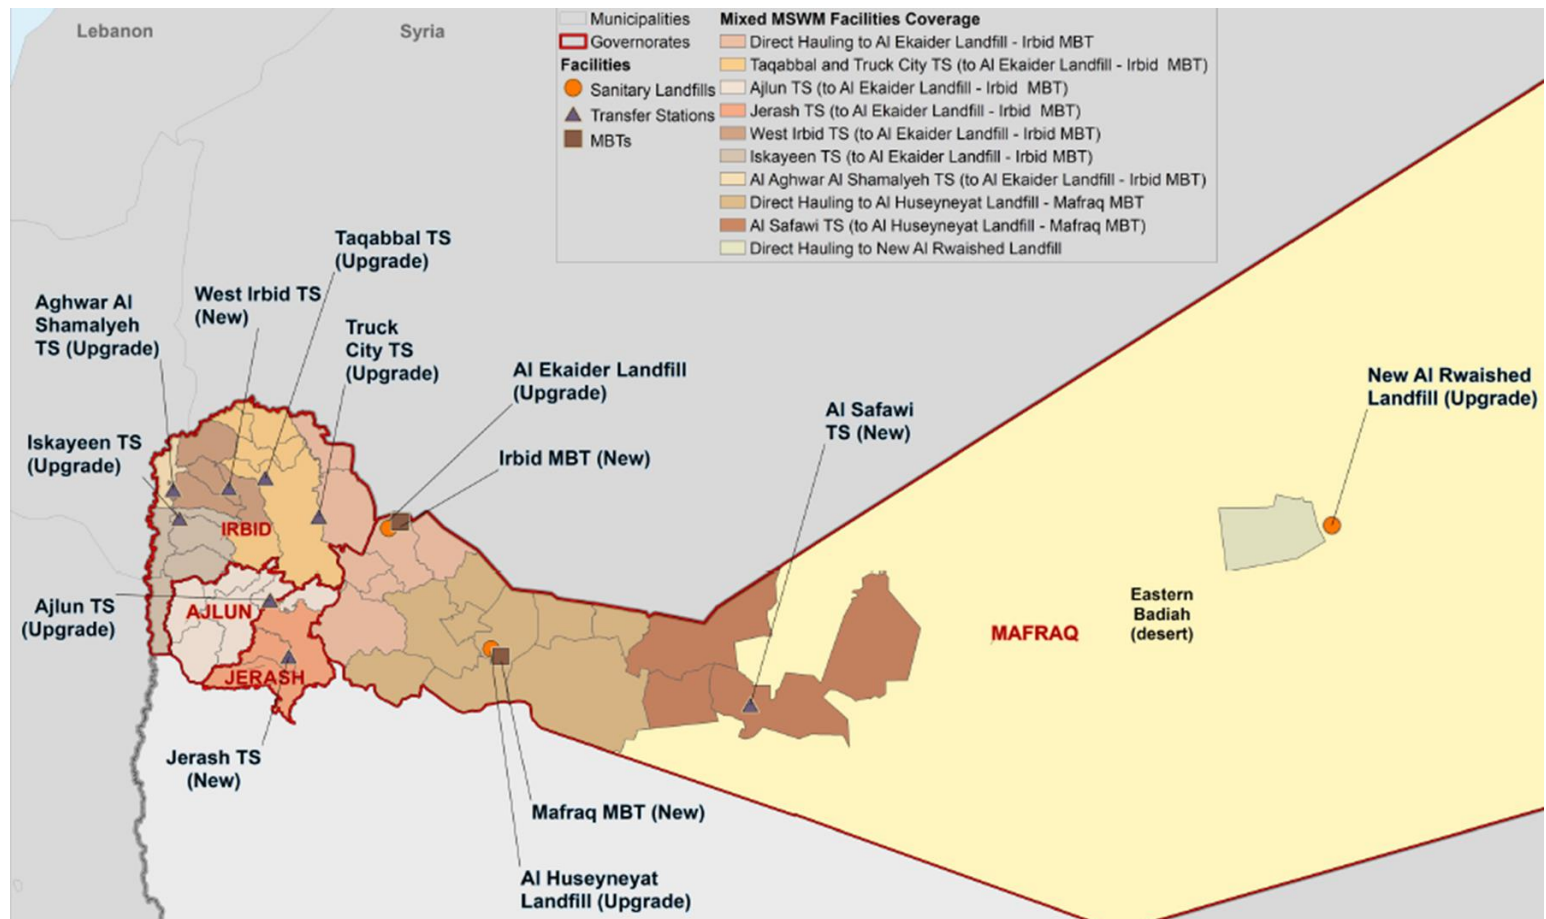 Lebanon
Syria
Municipalities
Governorates
Facilities
Sanitary Landfills
Transfer Stations
MBTs
Mixed MSWM Facilities Coverage
Direct Hauling to Al Ekaider Landfill - Irbid MBT
Taqabbal and Truck City TS (to Al Ekaider Landfill - Irbid MBT)
Ajlun TS (to Al Ekaider Landfill - Irbid MBT)
Jerash TS (to Al Ekaider Landfill - Irbid MBT)
West Irbid TS (to Al Ekaider Landfill - Irbid MBT)
Iskayeen TS (to Al Ekaider Landfill - Irbid MBT)
Al Aghwar Al Shamalyeh TS (to Al Ekaider Landfill - Irbid MBT)
Direct Hauling to Al Huseyneyat Landfill - Mafraq MBT
Al Safawi TS (to Al Huseyneyat Landfill - Mafraq MBT)
Direct Hauling to New Al Rwaished Landfill
Taqabbal TS
(Upgrade)
West Irbid TS
(New)
Aghwar Al
Shamalyeh
TS (Upgrade)
Truck
City TS
(Upgrade)
Al Ekaider Landfill
(Upgrade)
New Al Rwaished
Landfill (Upgrade)
Al Safawi
TS (New)
Iskayeen TS
(Upgrade)
Irbid MBT (New)
IRBID
Ajlun TS
(Upgrade)
AJLUN
Eastern
Badiah
(desert)
MAFRAQ
JERASH
Jerash TS
(New)
Mafraq MBT (New)
Al Huseyneyat
Landfill (Upgrade)